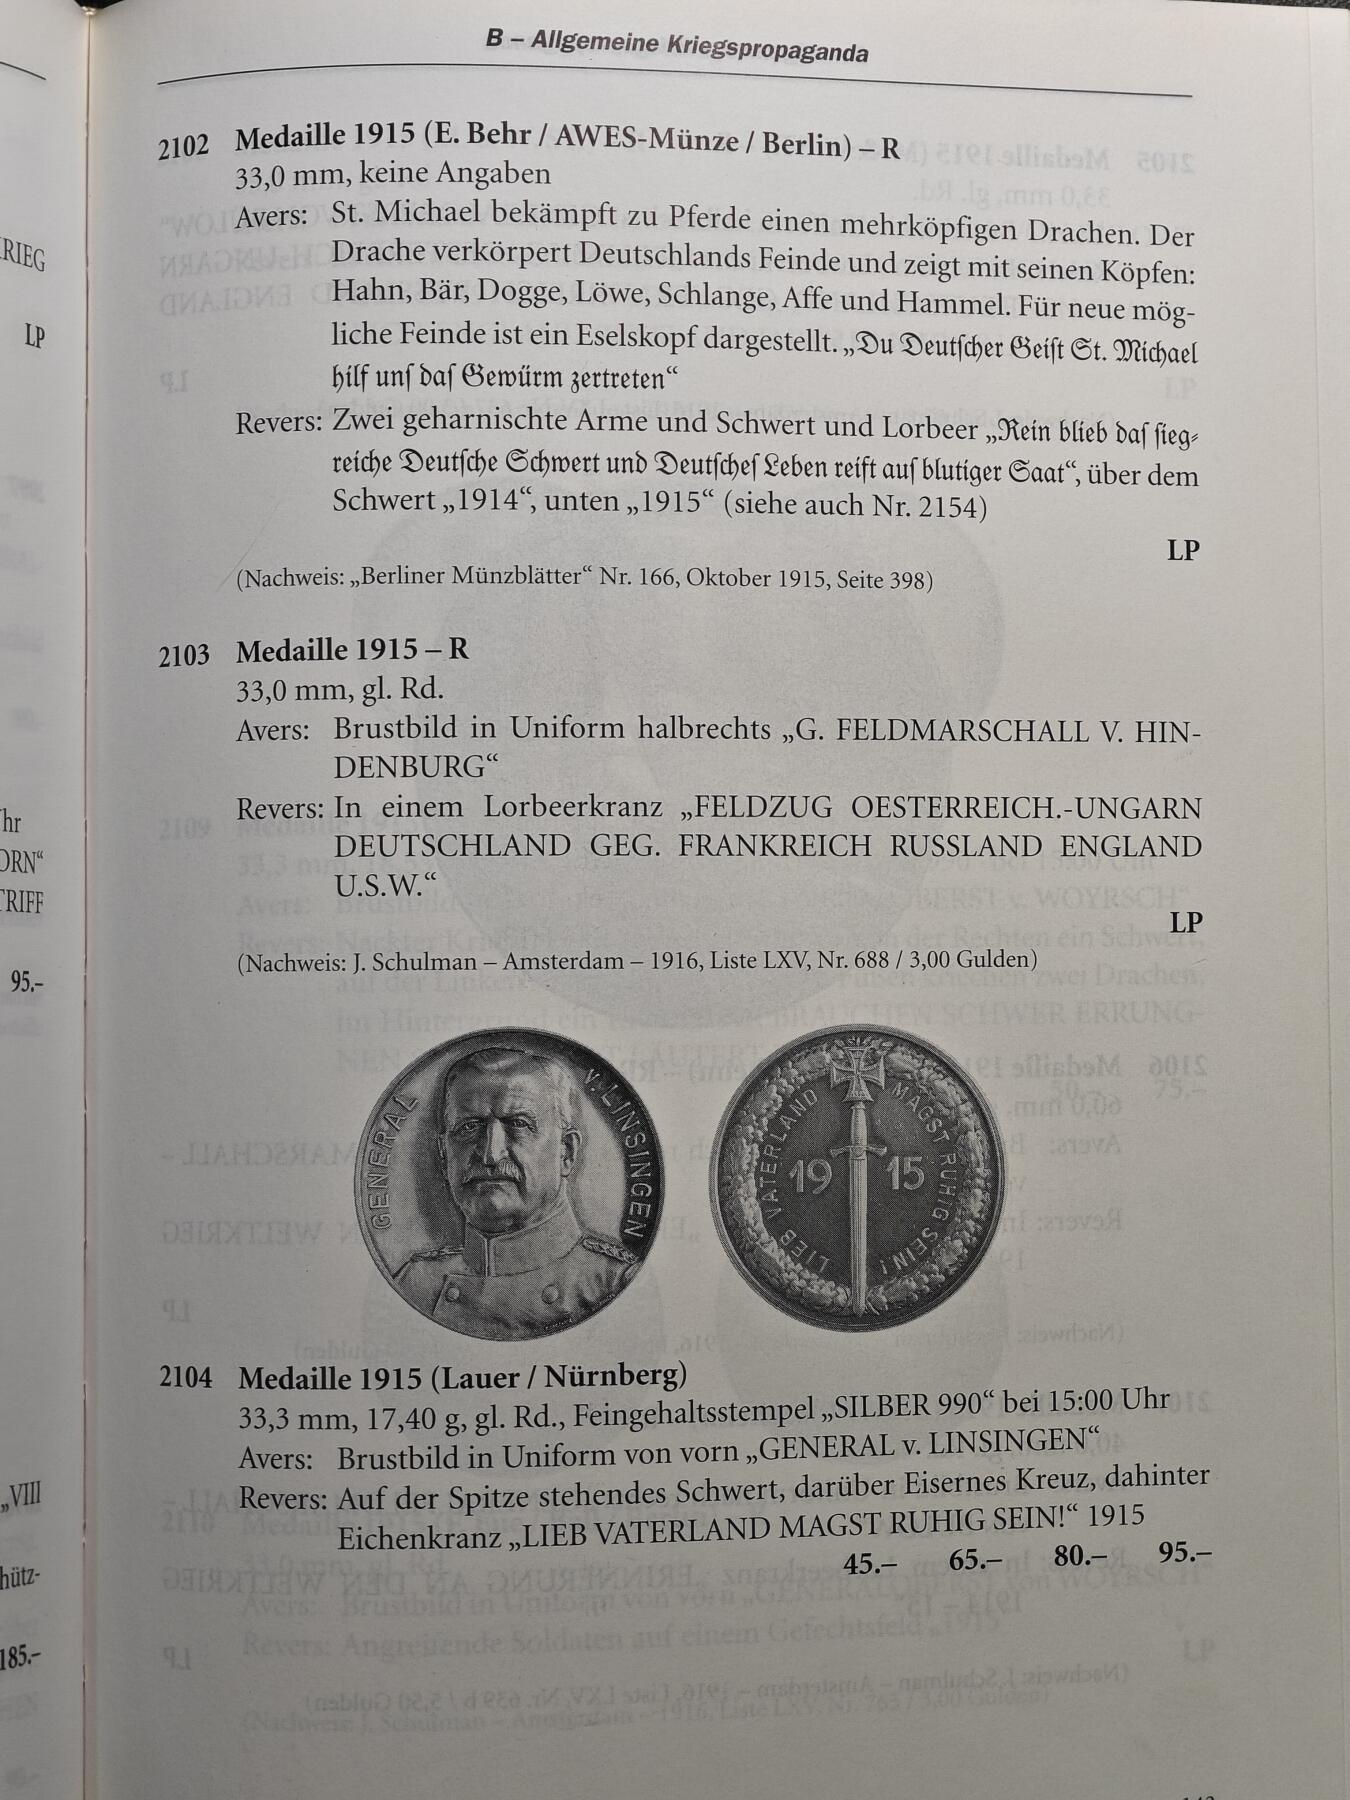 B – Allgemeine Kriegspropaganda
2102 Medaille 1915 (E. Behr / AWES-Münze / Berlin) – R
33,0 mm, keine Angaben
Avers: St. Michael bekämpft zu Pferde einen mehrköpfigen Drachen. Der
Drache verkörpert Deutschlands Feinde und zeigt mit seinen Köpfen:
Hahn, Bär, Dogge, Löwe, Schlange, Affe und Hammel. Für neue mög-
liche Feinde ist ein Eselskopf dargestellt. „Du Deutſcher Geiſt St. Michael
hilf unſ daſ Gewürm zertreten“
Revers: Zwei geharnischte Arme und Schwert und Lorbeer „Rein blieb daſ ſieg-
reiche Deutſche Schwert und Deutſcheſ Leben reift auſ blutiger Saat“, über dem
Schwert „1914“, unten „1915“ (siehe auch Nr. 2154)
LP
(Nachweis: „Berliner Münzblätter“ Nr. 166, Oktober 1915, Seite 398)
2103 Medaille 1915 – R
33,0 mm, gl. Rd.
Avers: Brustbild in Uniform halbrechts „G. FELDMARSCHALL V. HIN-
DENBURG“
Revers: In einem Lorbeerkranz „FELDZUG OESTERREICH.-UNGARN
DEUTSCHLAND GEG. FRANKREICH RUSSLAND ENGLAND
U.S.W.“
LP
(Nachweis: J. Schulman – Amsterdam – 1916, Liste LXV, Nr. 688 / 3,00 Gulden)
GENERAL V. LINSINGEN
LIEB VATERLAND MAGST RUHIG SEIN!
19 15
2104 Medaille 1915 (Lauer / Nürnberg)
33,3 mm, 17,40 g, gl. Rd., Feingehaltsstempel „SILBER 990“ bei 15:00 Uhr
Avers: Brustbild in Uniform von vorn „GENERAL v. LINSINGEN“
Revers: Auf der Spitze stehendes Schwert, darüber Eisernes Kreuz, dahinter
Eichenkranz „LIEB VATERLAND MAGST RUHIG SEIN!“ 1915
45.– 65.– 80.– 95.–